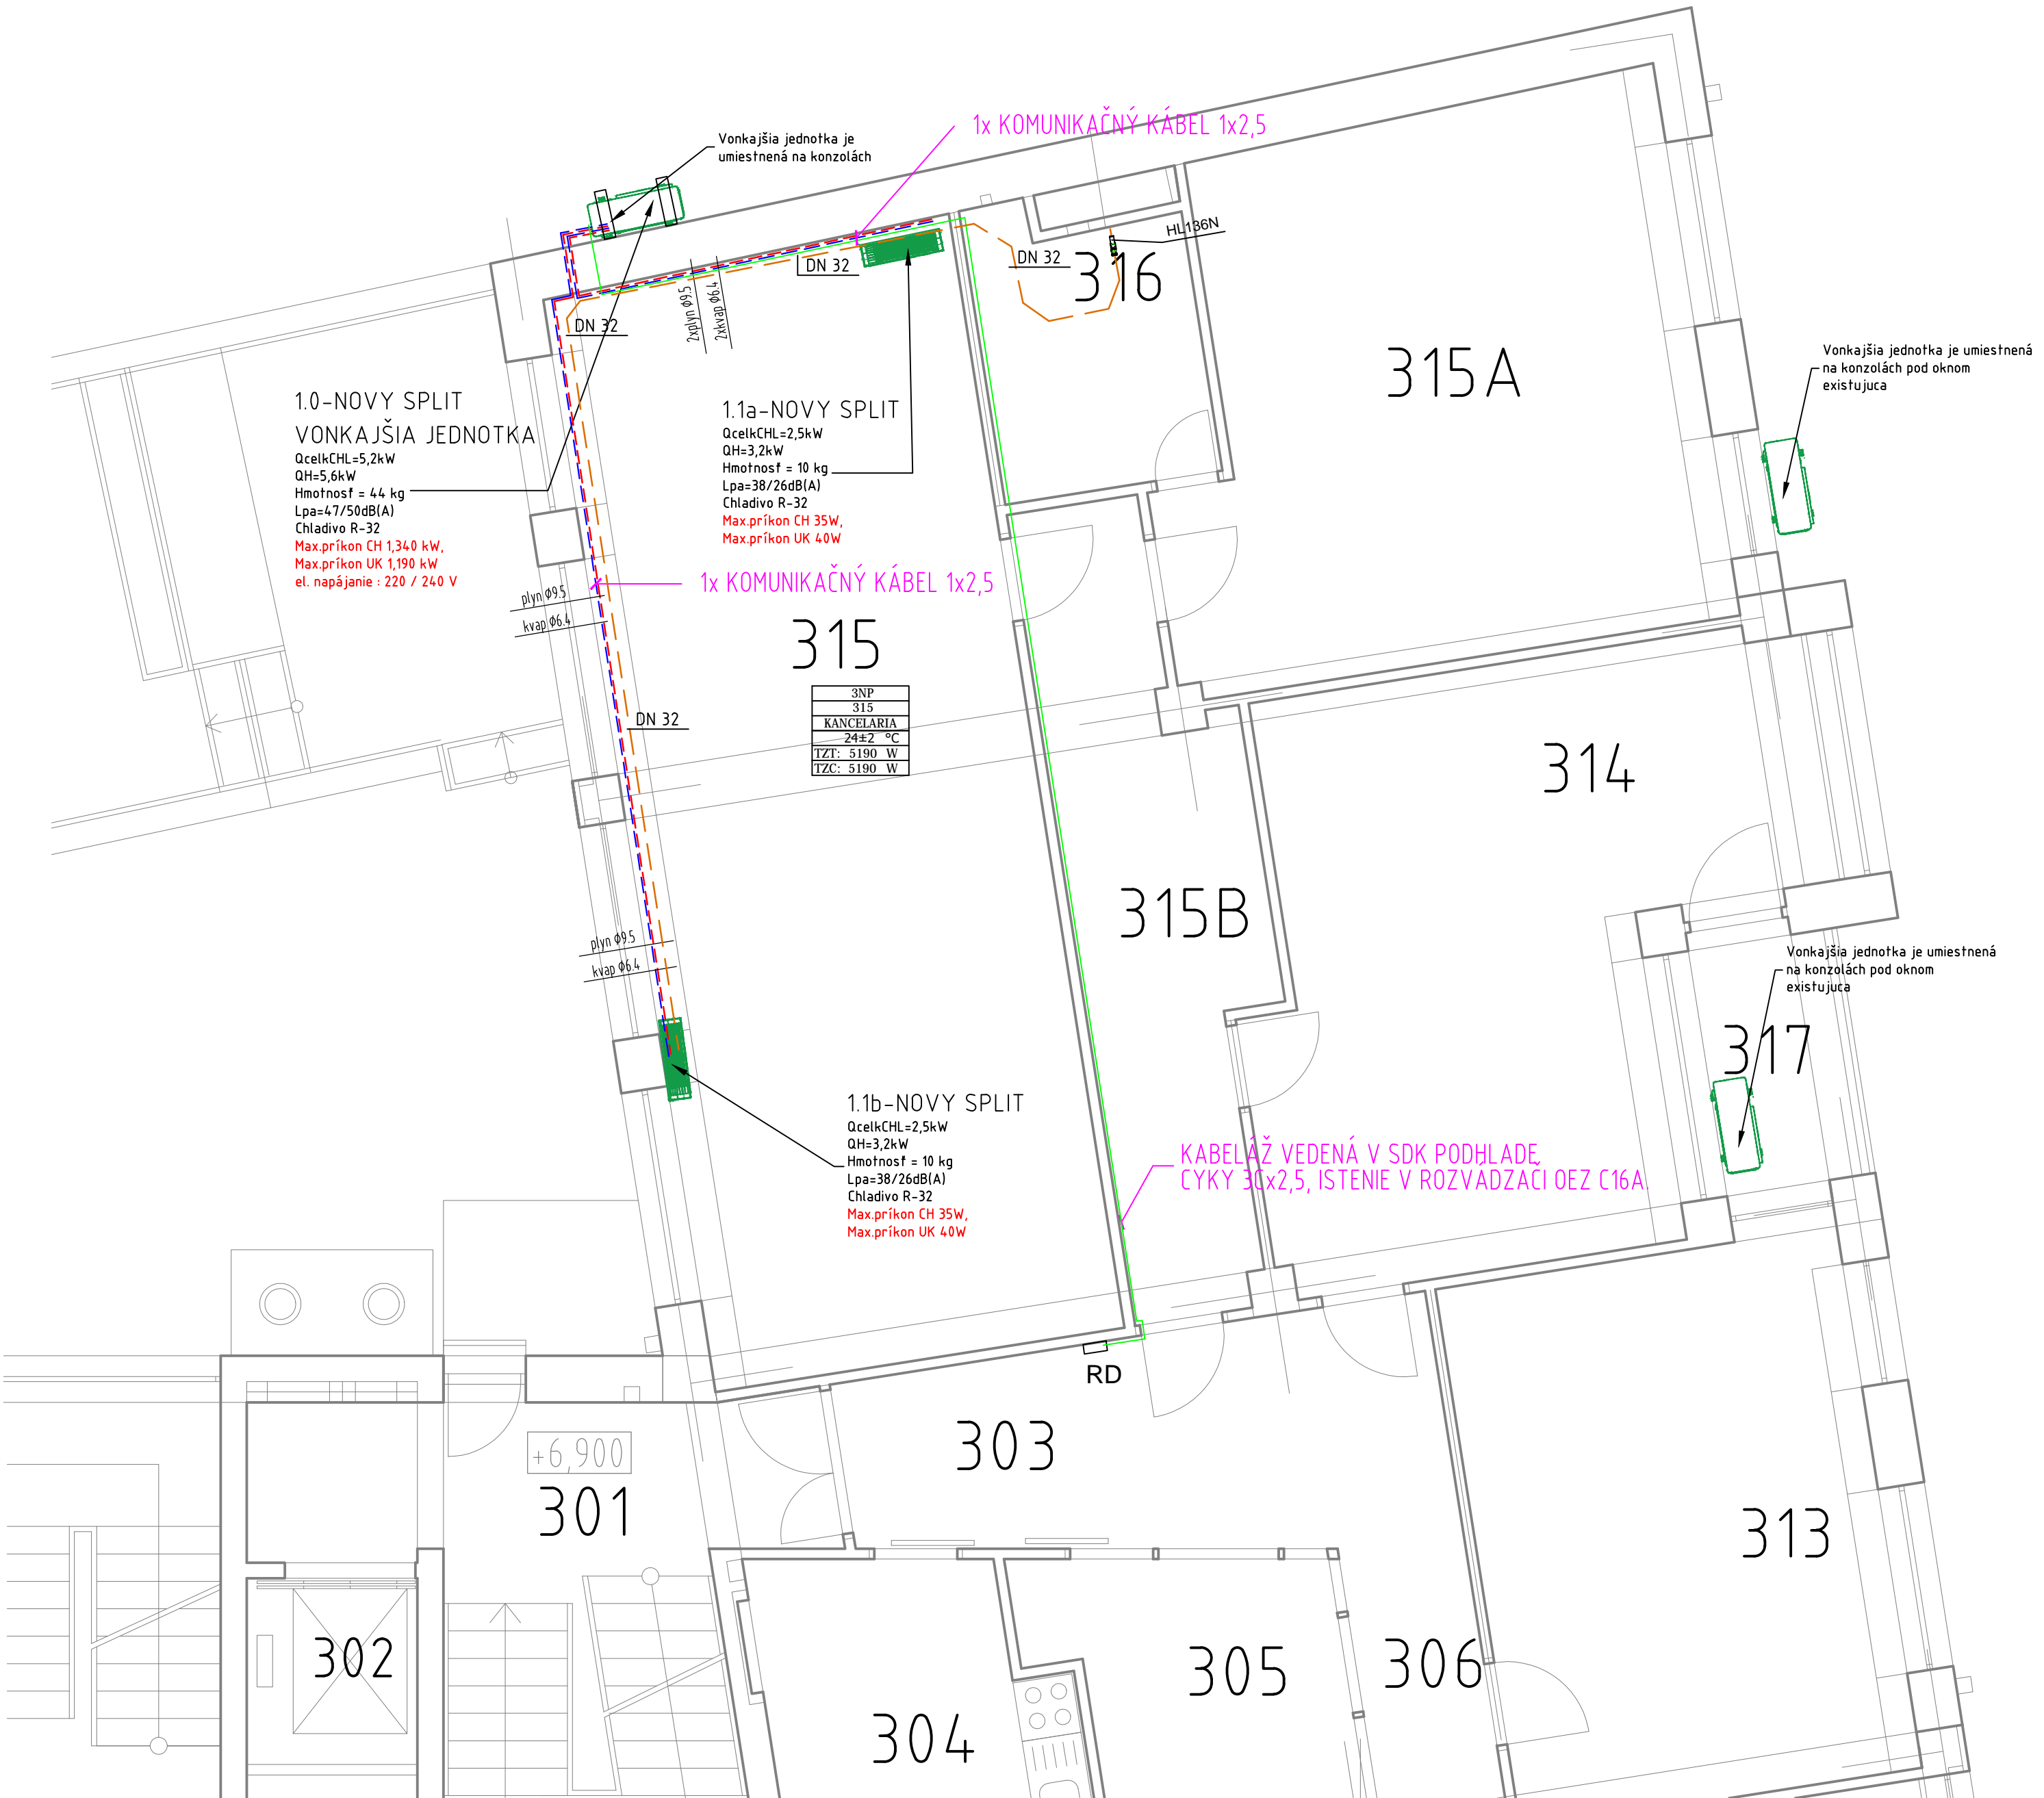 1x KOMUNIKAČNÝ KÁBEL 1x2,5
Vonkajšia jednotka je
umiestnená na konzolách
HL136N
316
DN 32
DN 32
DN 32
2xplyn Φ9.5
2xkvap Φ6.4
315A
Vonkajšia jednotka je umiestnená
na konzolách pod oknom
existujuca
1.0-NOVY SPLIT
VONKAJŠIA JEDNOTKA
QcelkCHL=5,2kW
QH=5,6kW
Hmotnosť = 44 kg
Lpa=47/50dB(A)
Chladivo R-32
Max.príkon CH 1,340 kW,
Max.príkon UK 1,190 kW
el. napájanie : 220 / 240 V
1.1a-NOVY SPLIT
QcelkCHL=2,5kW
QH=3,2kW
Hmotnosť = 10 kg
Lpa=38/26dB(A)
Chladivo R-32
Max.príkon CH 35W,
Max.príkon UK 40W
1x KOMUNIKAČNÝ KÁBEL 1x2,5
plyn Φ9.5
kvap Φ6.4
315
3NP
315
KANCELARIA
24±2 °C
TZT: 5190 W
TZC: 5190 W
DN 32
314
315B
plyn Φ9.5
kvap Φ6.4
Vonkajšia jednotka je umiestnená
na konzolách pod oknom
existujuca
317
1.1b-NOVY SPLIT
QcelkCHL=2,5kW
QH=3,2kW
Hmotnosť = 10 kg
Lpa=38/26dB(A)
Chladivo R-32
Max.príkon CH 35W,
Max.príkon UK 40W
KABELÁŽ VEDENÁ V SDK PODHLADE
CYKY 3Cx2,5, ISTENIE V ROZVÁDZAČI OEZ C16A.
RD
303
+6,900
301
313
302
305
306
304